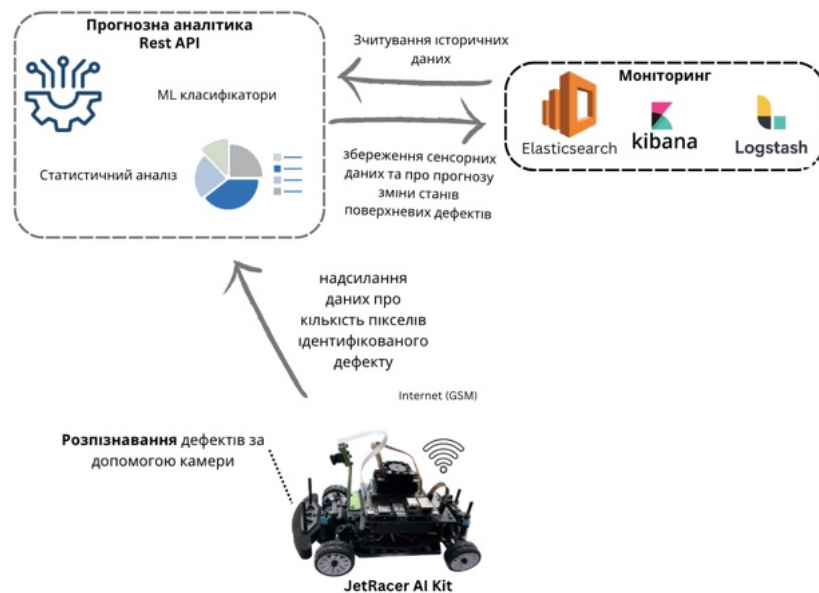 Прогнозна аналітика
Rest API
ML класифікатори
Статистичний аналіз
Зчитування історичних
даних
збереження сенсорних
даних та про прогнозу
зміни станів
поверхневих дефектів
Моніторинг
Elasticsearch
kibana
Logstash
надсилання
даних про
кількість пікселів
ідентифікованого
дефекту
Internet (GSM)
Розпізнавання дефектів за
допомогою камери
JetRacer AI Kit